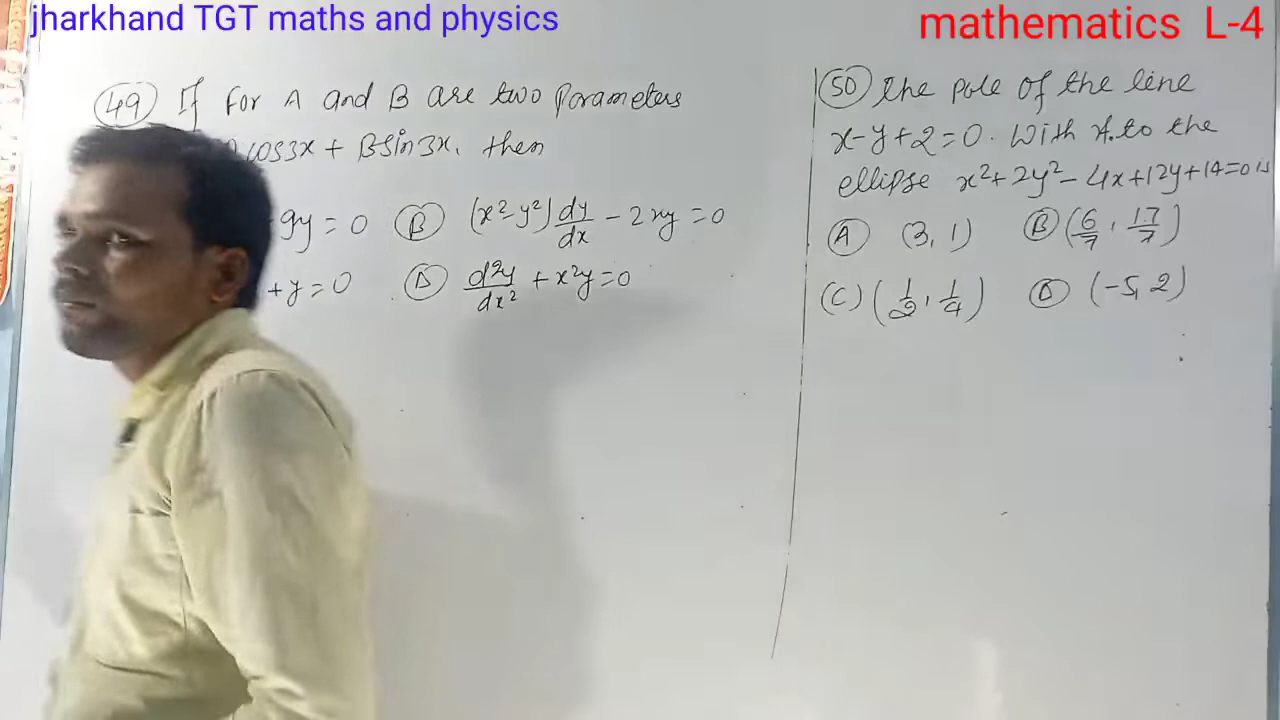 jharkhand TGT maths and physics
mathematics L-4
(49) If for A and B are two Parameters
cos3x + Bsin3x, then
9y = 0 (B) (x²-y²) dy/dx - 2xy = 0
+ y = 0 (D) d²y/dx² + x²y = 0
(50) The pole of the line
x-y+2=0. With r.to the
ellipse x²+2y²-4x+12y+14=0 is
(A) (3, 1) (B) (6/7, 17/7)
(C) (1/2, 1/4) (D) (-5, 2)